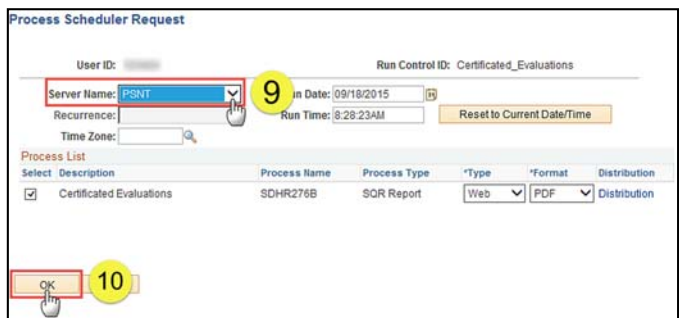 Process Scheduler Request
User ID: Run Control ID: Certificated_Evaluations
Server Name: PSNT 9 un Date: 09/18/2015
Recurrence: Run Time: 8:28:23AM Reset to Current Date/Time
Time Zone:
Process List
Select Description Process Name Process Type *Type *Format Distribution
Certificated Evaluations SDHR276B SQR Report Web PDF Distribution
OK 10